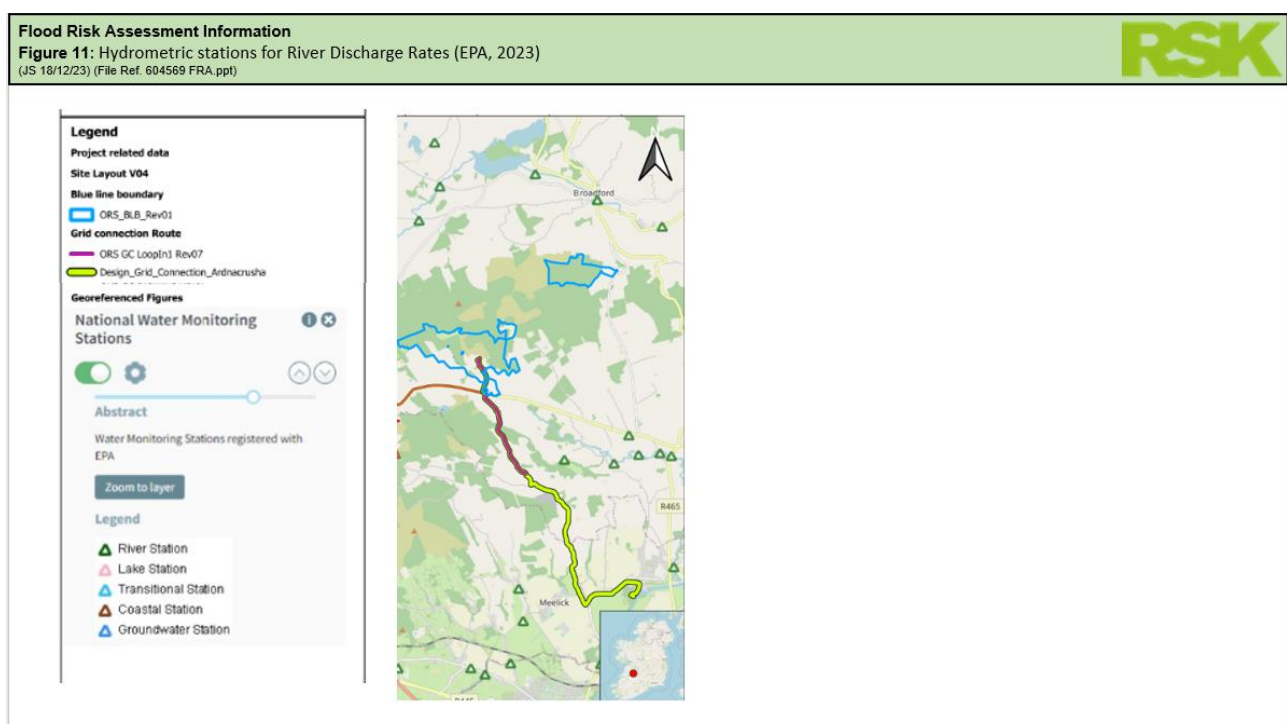 Flood Risk Assessment Information
Figure 11: Hydrometric stations for River Discharge Rates (EPA, 2023)
(JS 18/12/23) (File Ref. 604569 FRA.ppt)
RSK
Legend
Project related data
Site Layout V04
Blue line boundary
ORS_BLB_Rev01
Grid connection Route
ORS GC LoopIn1 Rev07
Design_Grid_Connection_Ardnacrusha
Georeferenced Figures
National Water Monitoring
Stations
Abstract
Water Monitoring Stations registered with
EPA
Zoom to layer
Legend
River Station
Lake Station
Transitional Station
Coastal Station
Groundwater Station
Broadford
R465
Meelick